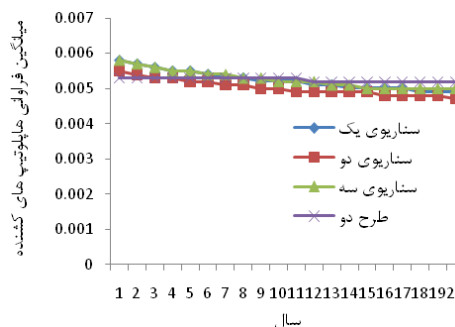 میانگین فراوانی هاپلوتیپ های کشنده
0.007
0.006
0.005
0.004
0.003
0.002
0.001
0
سناریوی یک
سناریوی دو
سناریوی سه
طرح دو
1 2 3 4 5 6 7 8 9 10 11 12 13 14 15 16 17 18 19 2
سال